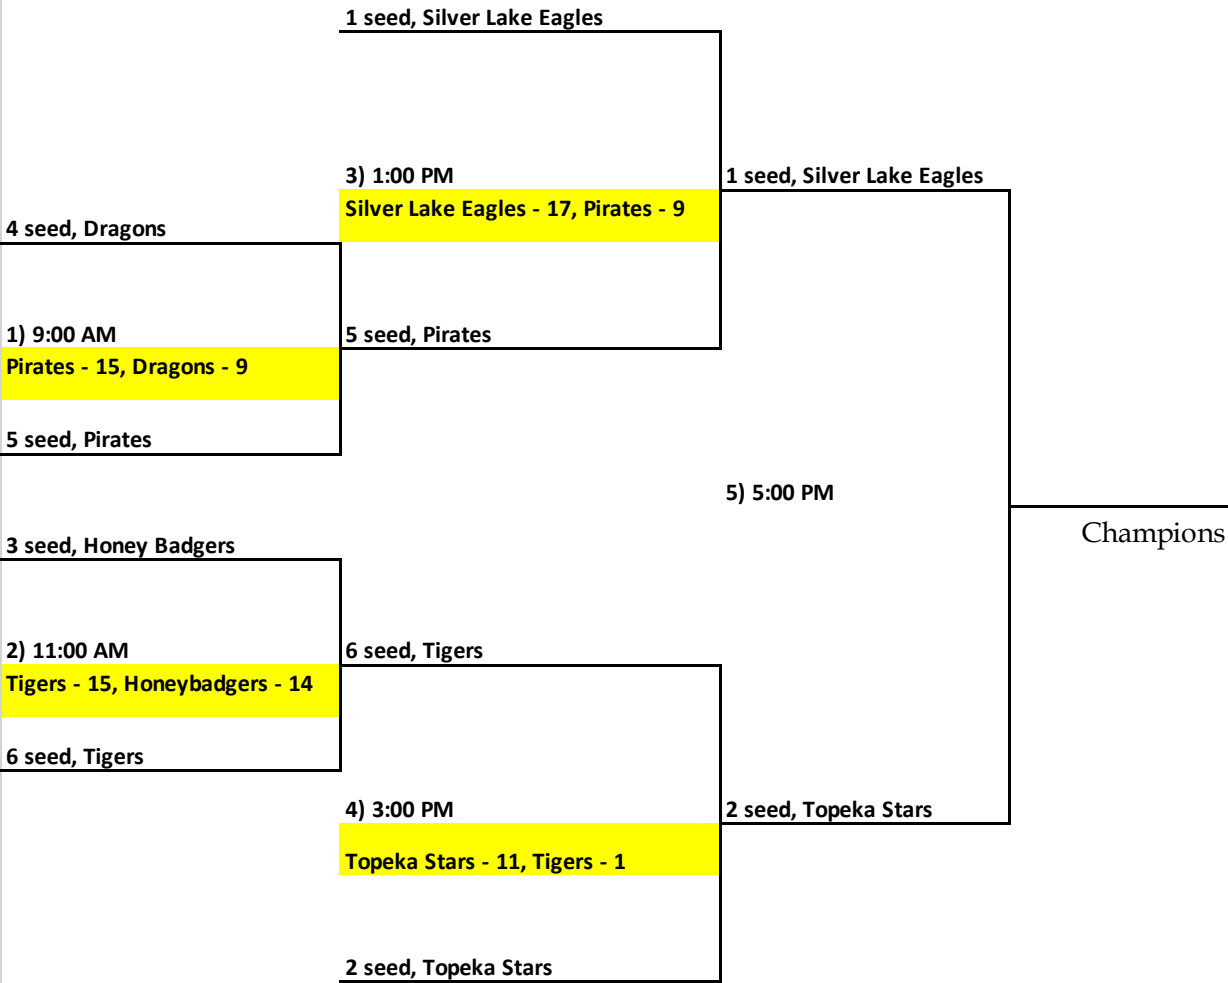 1 seed, Silver Lake Eagles
3) 1:00 PM
1 seed, Silver Lake Eagles
Silver Lake Eagles - 17, Pirates - 9
4 seed, Dragons
1) 9:00 AM
5 seed, Pirates
Pirates - 15, Dragons - 9
5 seed, Pirates
5) 5:00 PM
Champions
3 seed, Honey Badgers
2) 11:00 AM
6 seed, Tigers
Tigers - 15, Honeybadgers - 14
6 seed, Tigers
4) 3:00 PM
2 seed, Topeka Stars
Topeka Stars - 11, Tigers - 1
2 seed, Topeka Stars